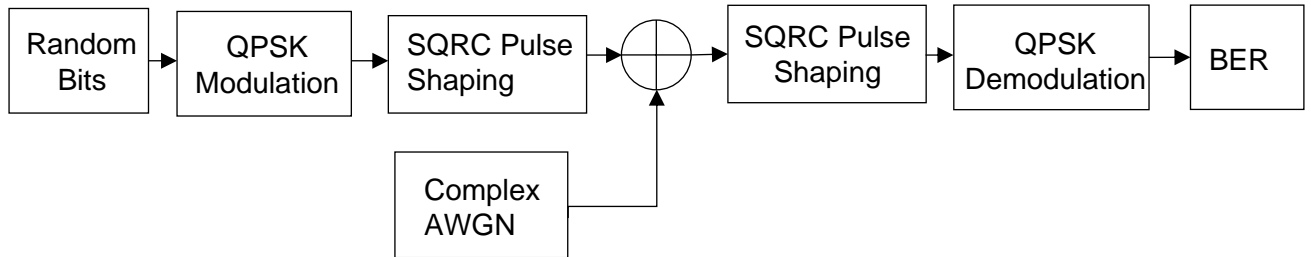 Random
Bits
QPSK
Modulation
SQRC Pulse
Shaping
SQRC Pulse
Shaping
QPSK
Demodulation
BER
Complex
AWGN